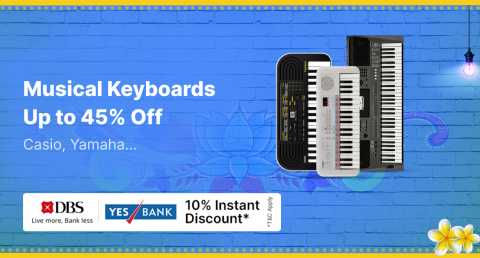 Musical Keyboards
Up to 45% Off
Casio, Yamaha...
DBS
Live more, Bank less
YES BANK
10% Instant
Discount*
*T&C Apply